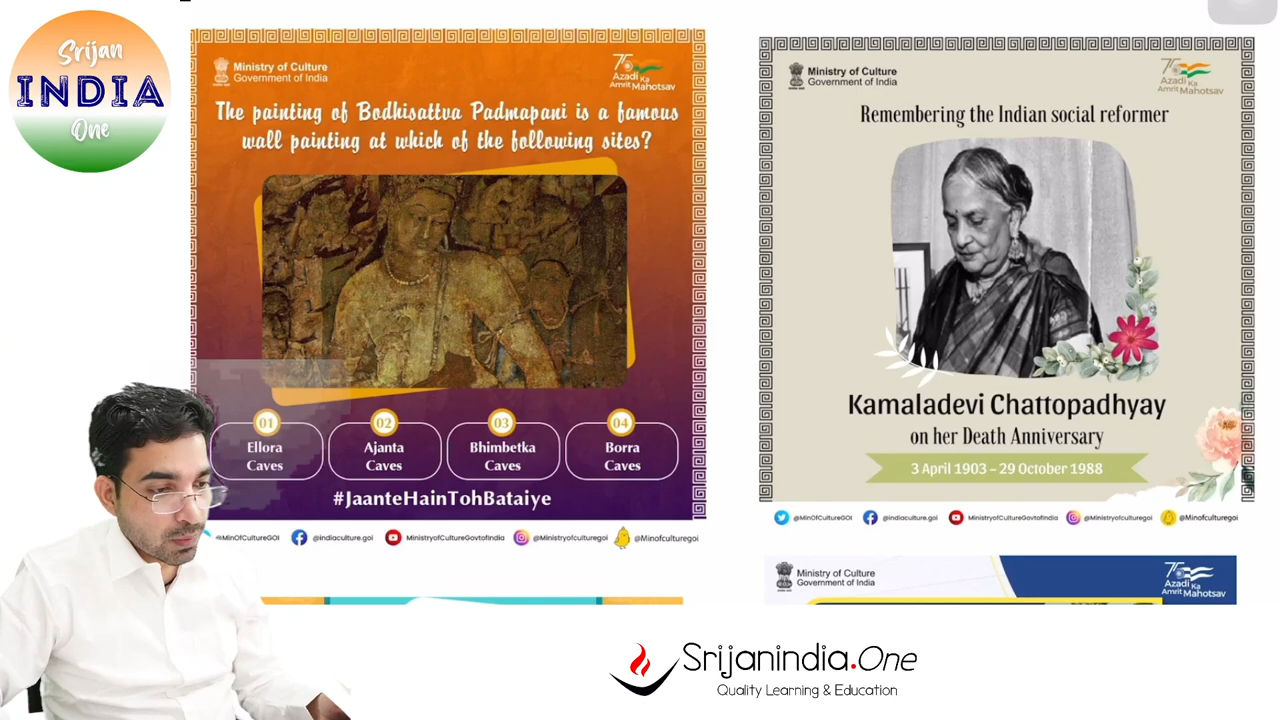 Srijan
INDIA
One
Ministry of Culture
Government of India
75
Azadi Ka
Amrit Mahotsav
The painting of Bodhisattva Padmapani is a famous
wall painting at which of the following sites?
01
Ellora
Caves
02
Ajanta
Caves
03
Bhimbetka
Caves
04
Borra
Caves
#JaanteHainTohBataiye
@MinOfCultureGOI
@indiaculture.goi
MinistryofCultureGovtofIndia
@Ministryofculturegoi
@Minofculturegoi
Ministry of Culture
Government of India
75
Azadi Ka
Amrit Mahotsav
Remembering the Indian social reformer
Kamaladevi Chattopadhyay
on her Death Anniversary
3 April 1903 – 29 October 1988
@MinOfCultureGOI
@indiaculture.goi
MinistryofCultureGovtofIndia
@Ministryofculturegoi
@Minofculturegoi
Ministry of Culture
Government of India
75
Azadi Ka
Amrit Mahotsav
Srijanindia.One
Quality Learning & Education